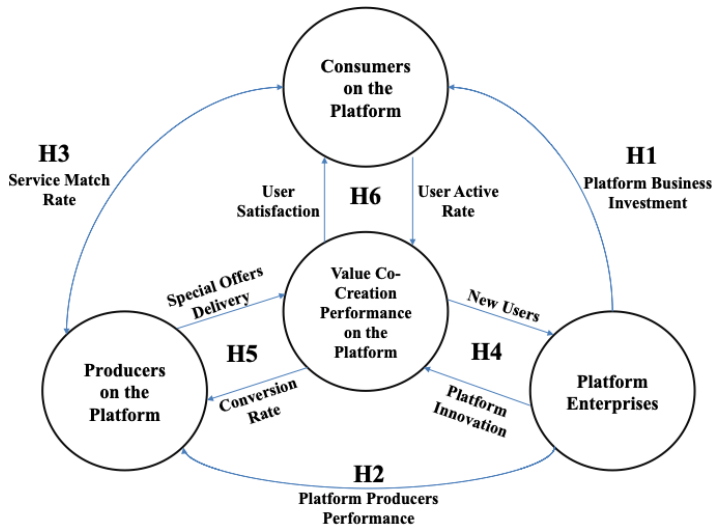 Consumers
on the
Platform
H3
Service Match
Rate
H1
Platform Business
Investment
User
Satisfaction
H6
User Active
Rate
Special Offers
Delivery
Value Co-
Creation
Performance
on the
Platform
New Users
H5
H4
Producers
on the
Platform
Conversion
Rate
Platform
Innovation
Platform
Enterprises
H2
Platform Producers
Performance